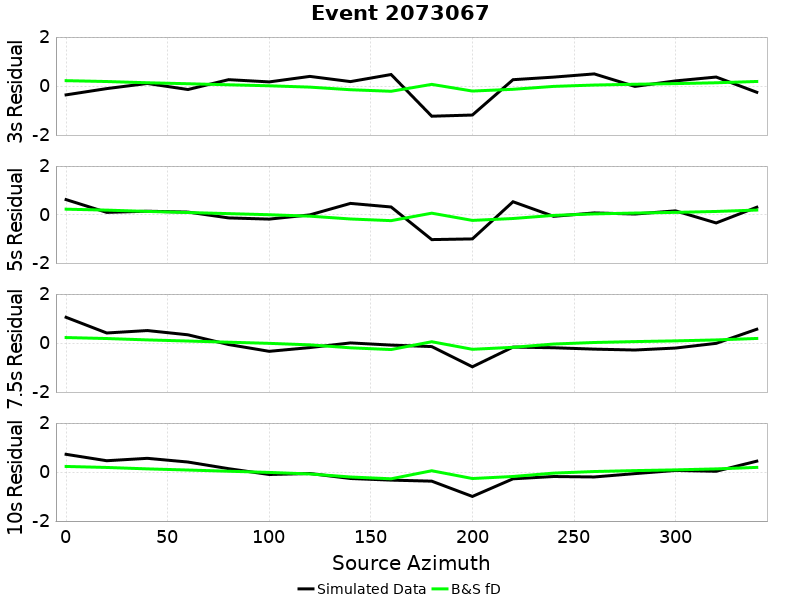 Event 2073067
3s Residual
2
0
-2
5s Residual
2
0
-2
7.5s Residual
2
0
-2
10s Residual
2
0
-2
0 50 100 150 200 250 300
Source Azimuth
Simulated Data B&S fD